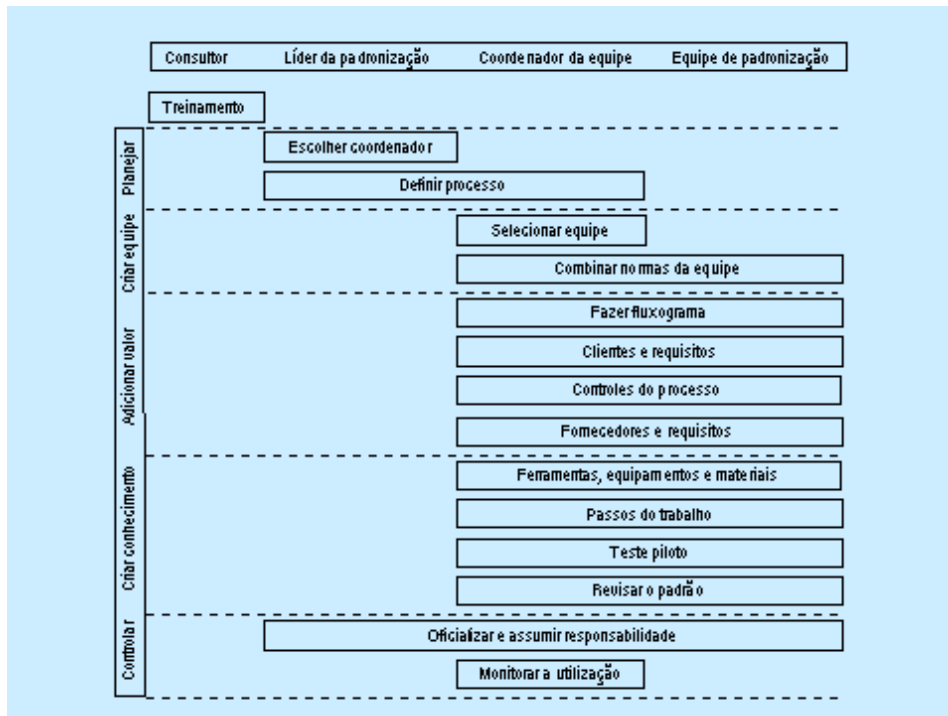 Consultor Líder da padronização Coordenador da equipe Equipe de padronização
Treinamento
Planejar
Escolher coordenador
Definir processo
Criar equipe
Selecionar equipe
Combinar normas da equipe
Adicionar valor
Fazer fluxograma
Clientes e requisitos
Controles do processo
Fornecedores e requisitos
Criar conhecimento
Ferramentas, equipamentos e materiais
Passos do trabalho
Teste piloto
Revisar o padrão
Controlar
Oficializar e assumir responsabilidade
Monitorar a utilização